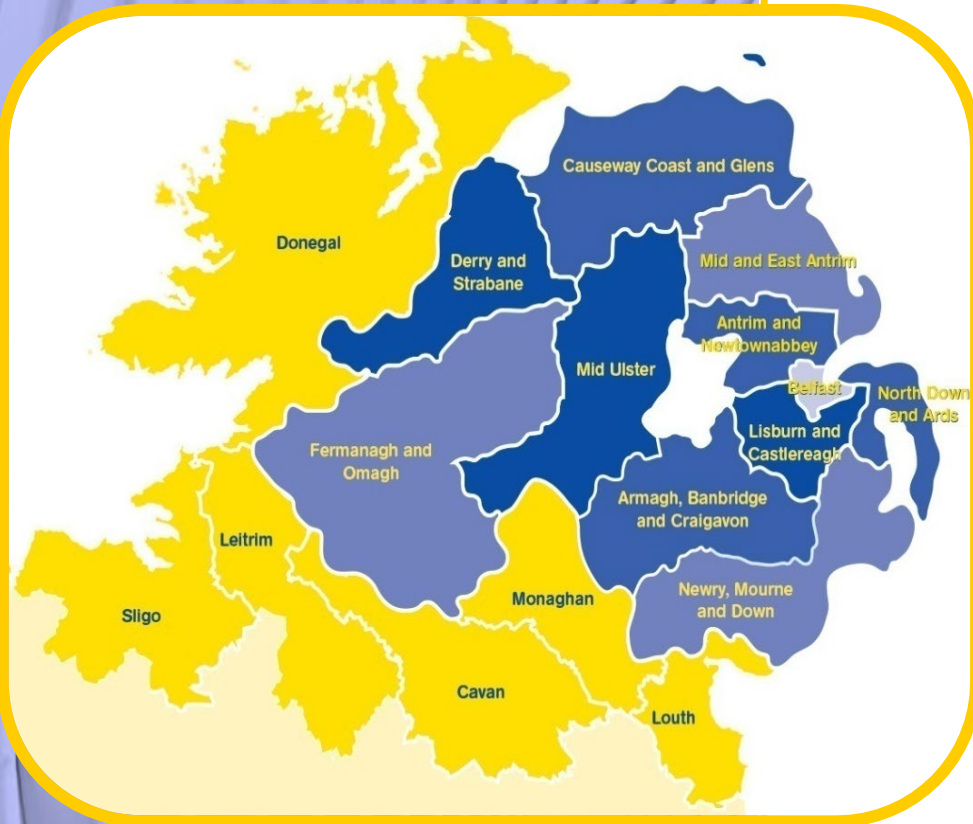 Causeway Coast and Glens
Donegal
Derry and
Strabane
Mid and East Antrim
Antrim and
Newtownabbey
Mid Ulster
Belfast
North Down
and Ards
Lisburn and
Castlereagh
Fermanagh and
Omagh
Armagh, Banbridge
and Craigavon
Leitrim
Newry, Mourne
and Down
Monaghan
Sligo
Cavan
Louth